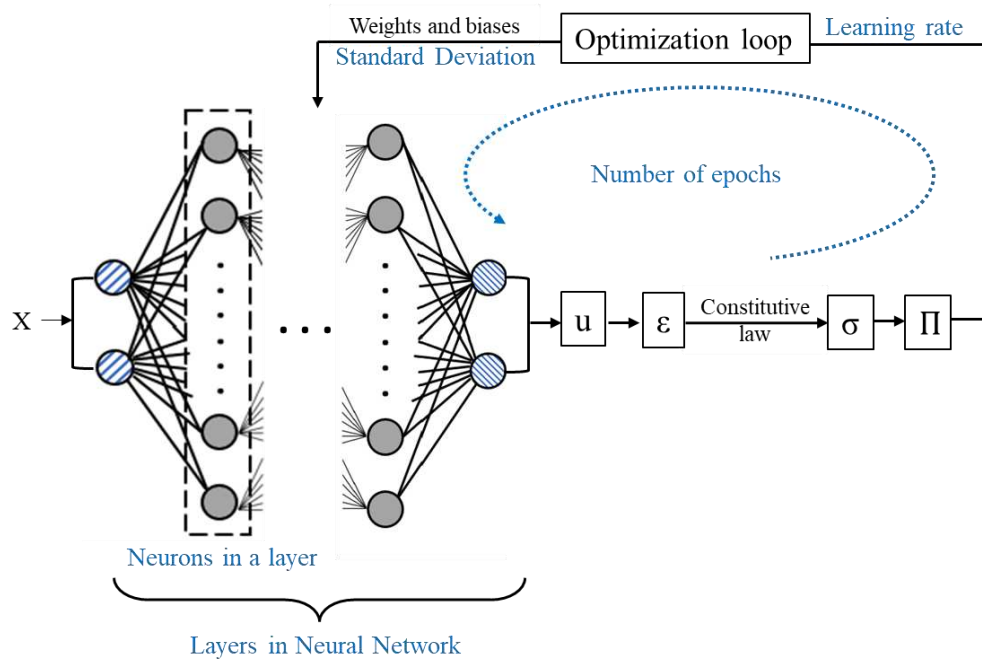 Weights and biases
Standard Deviation
Optimization loop
Learning rate
Number of epochs
X
u
ε
Constitutive
law
σ
Π
Neurons in a layer
Layers in Neural Network